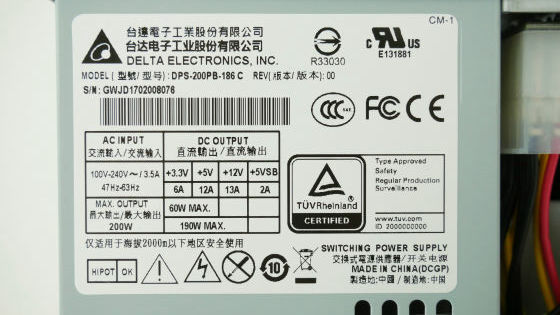 CM-1
台達電子工業股份有限公司
台达电子工业股份有限公司
DELTA ELECTRONICS, INC.
R33030
c RU US
E131881
MODEL ( 型號/型号 ) : DPS-200PB-186 C REV( 版本/版本): 00
S/N: GWJD1702008076
CCC S&E FC CE
AC INPUT
交流輸入/交流输入
DC OUTPUT
直流輸出/直流输出
100V-240V～/ 3.5A
47Hz-63Hz
+3.3V +5V +12V +5VSB
6A 12A 13A 2A
MAX. OUTPUT
最大輸出/最大输出
200W
60W MAX.
190W MAX.
TÜVRheinland
CERTIFIED
Type Approved
Safety
Regular Production
Surveillance
www.tuv.com
ID 2000000000
仅适用于海拔2000m以下地区安全使用
HIPOT OK
10
SWITCHING POWER SUPPLY
交換式電源供應器/开关电源
MADE IN CHINA(DCGP)
製造地:中國 / 制造地:中国